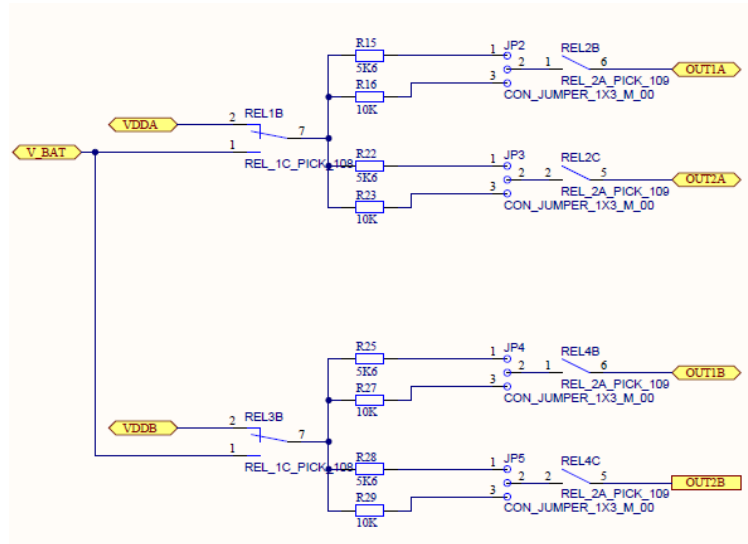 R15
1 JP2 REL2B
5K6
2 1 6 OUT1A
R16
3
REL_2A_PICK_109
10K
CON_JUMPER_1X3_M_00
VDDA 2 REL1B
7
V_BAT 1
REL_1C_PICK_108
R22
1 JP3 REL2C
5K6
2 2 5 OUT2A
R23
3
REL_2A_PICK_109
10K
CON_JUMPER_1X3_M_00
R25
1 JP4 REL4B
5K6
2 1 6 OUT1B
R27
3
REL_2A_PICK_109
10K
CON_JUMPER_1X3_M_00
VDDB 2 REL3B
7
1
REL_1C_PICK_108
R28
1 JP5 REL4C
5K6
2 2 5 OUT2B
R29
3
REL_2A_PICK_109
10K
CON_JUMPER_1X3_M_00